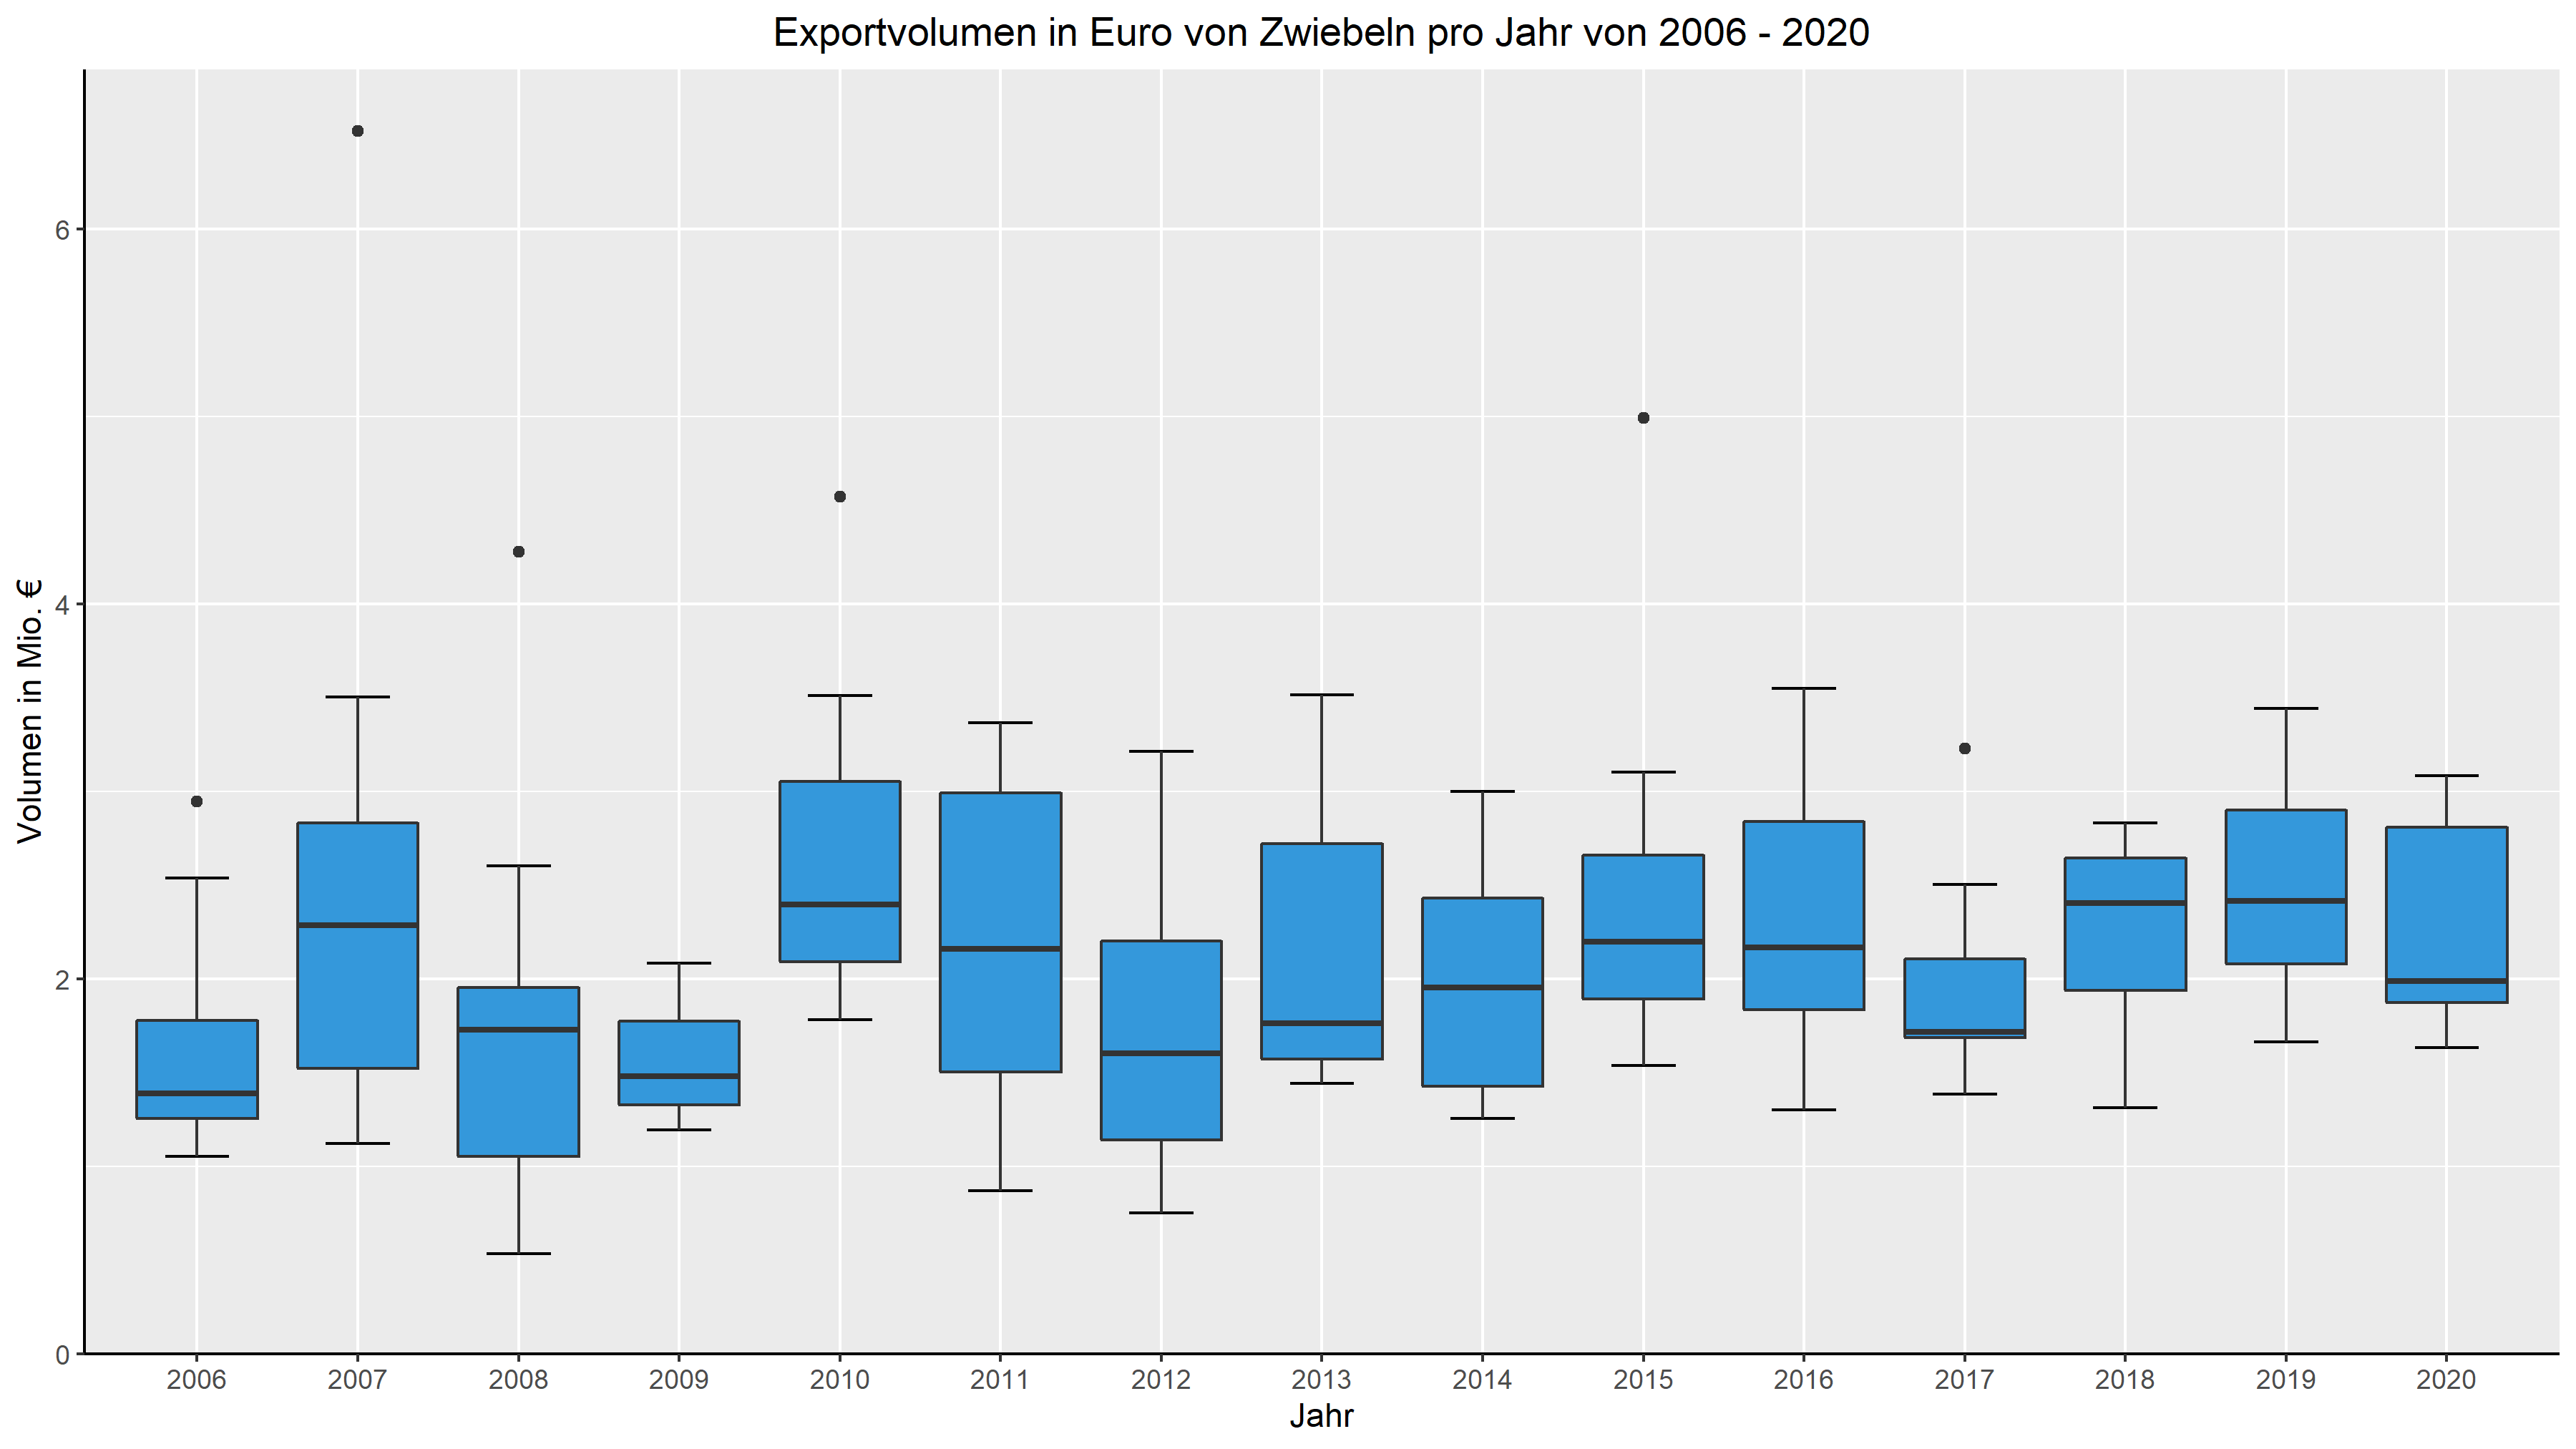 Exportvolumen in Euro von Zwiebeln pro Jahr von 2006 - 2020
Volumen in Mio. €
6
4
2
0
2006 2007 2008 2009 2010 2011 2012 2013 2014 2015 2016 2017 2018 2019 2020
Jahr